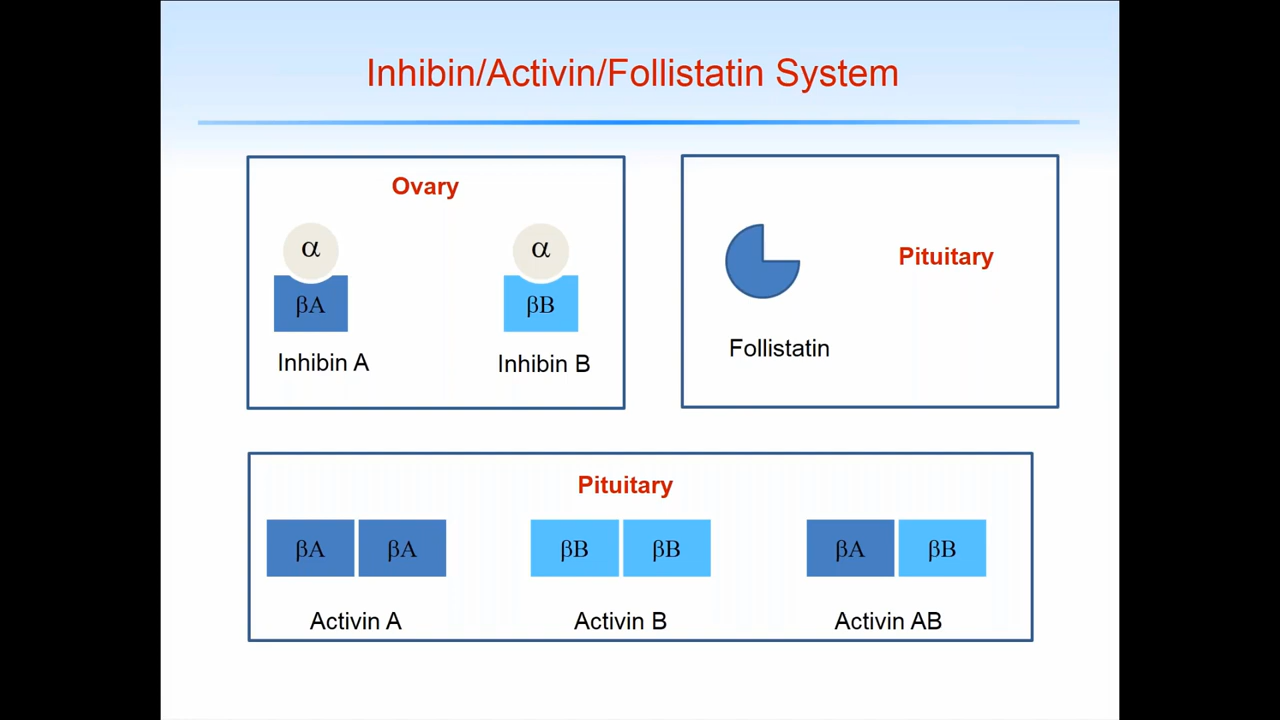 Inhibin/Activin/Follistatin System
Ovary
α
α
βA
βB
Inhibin A
Inhibin B
Pituitary
Follistatin
Pituitary
βA βA
βB βB
βA βB
Activin A
Activin B
Activin AB